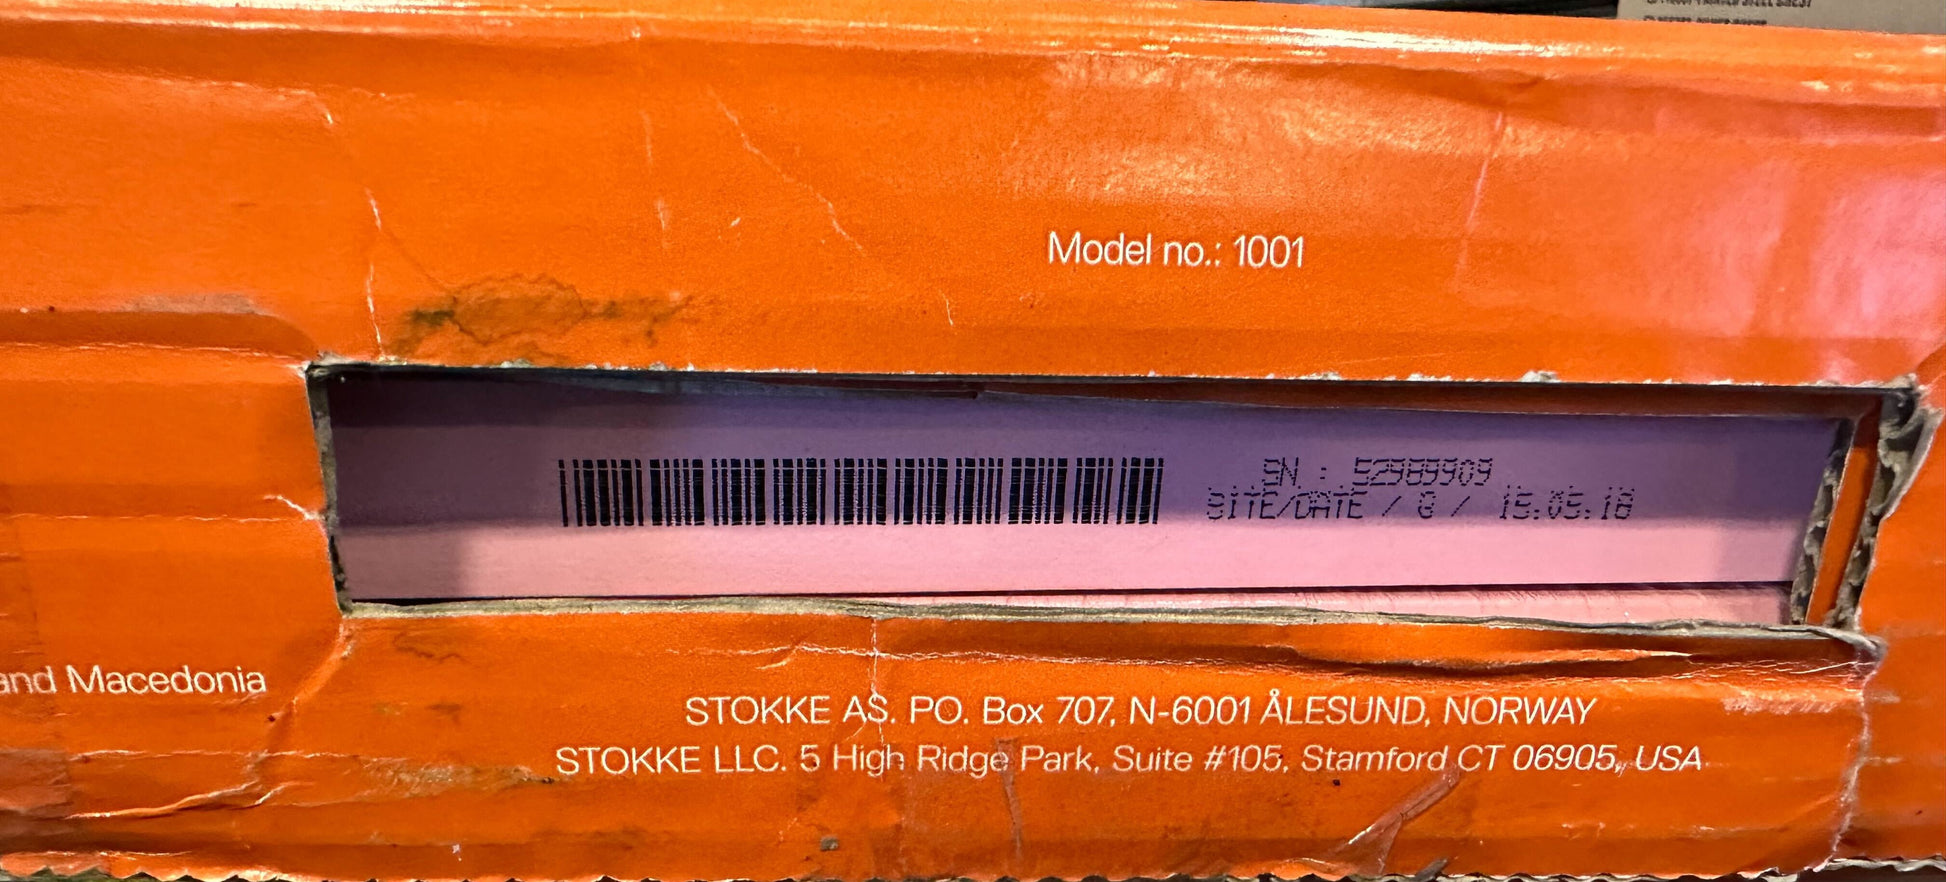 Model no.: 1001
SN : 52989909
SITE/DATE / G / 15.05.18
and Macedonia
STOKKE AS. PO. Box 707, N-6001 ÅLESUND, NORWAY
STOKKE LLC. 5 High Ridge Park, Suite #105, Stamford CT 06905, USA